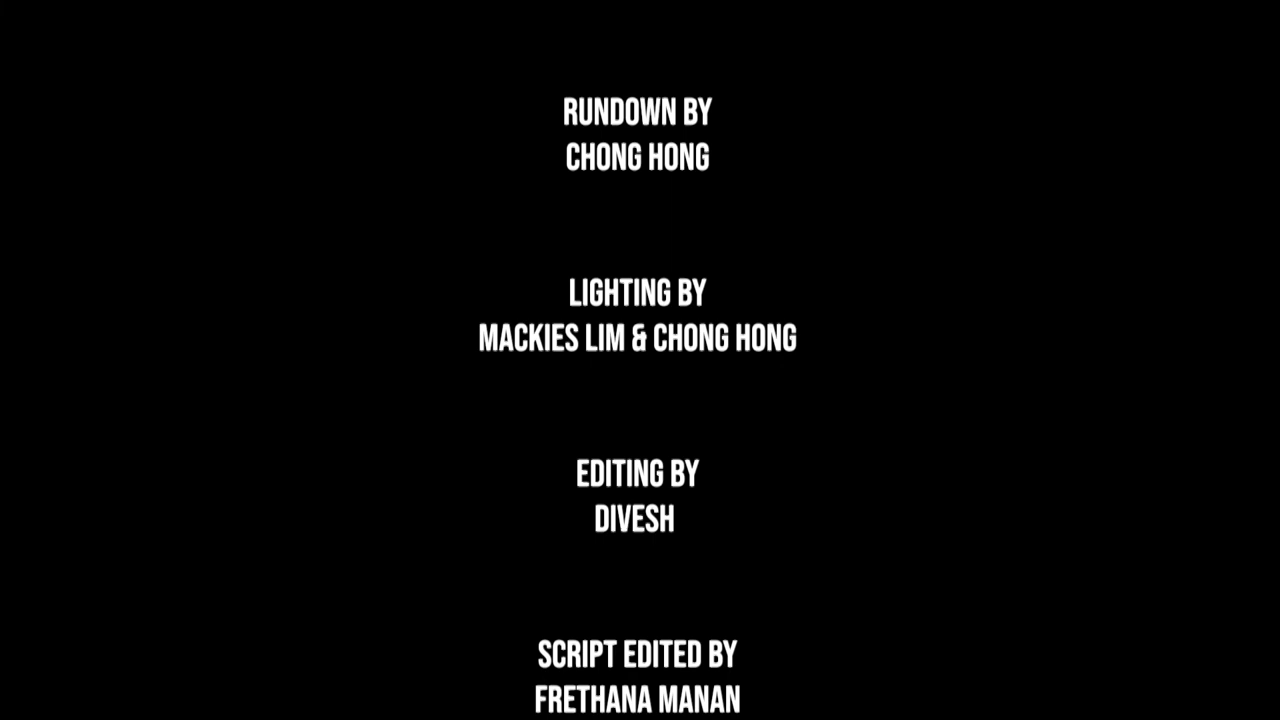 RUNDOWN BY
CHONG HONG
LIGHTING BY
MACKIES LIM & CHONG HONG
EDITING BY
DIVESH
SCRIPT EDITED BY
FRETHANA MANAN